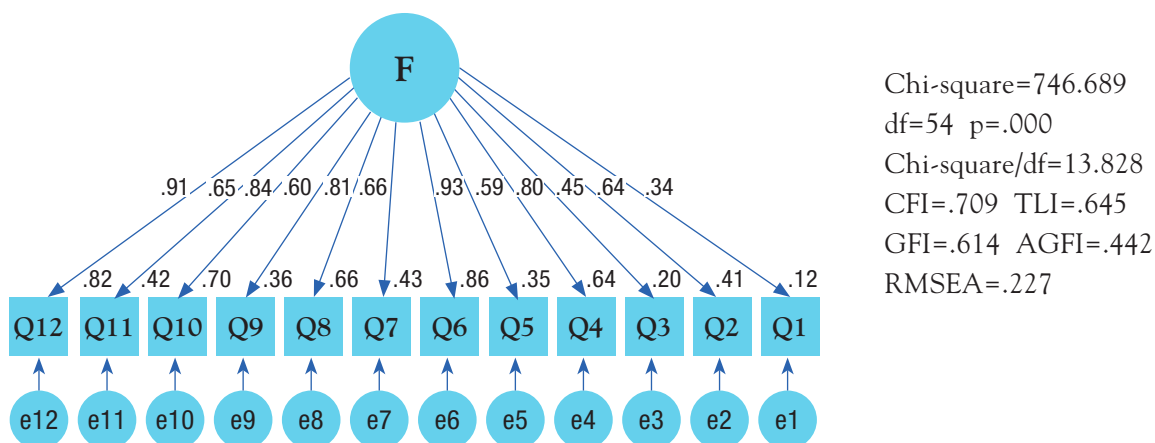 F
.91 .65 .84 .60 .81 .66 .93 .59 .80 .45 .64 .34
.82 .42 .70 .36 .66 .43 .86 .35 .64 .20 .41 .12
Q12 Q11 Q10 Q9 Q8 Q7 Q6 Q5 Q4 Q3 Q2 Q1
e12 e11 e10 e9 e8 e7 e6 e5 e4 e3 e2 e1
Chi-square=746.689
df=54 p=.000
Chi-square/df=13.828
CFI=.709 TLI=.645
GFI=.614 AGFI=.442
RMSEA=.227